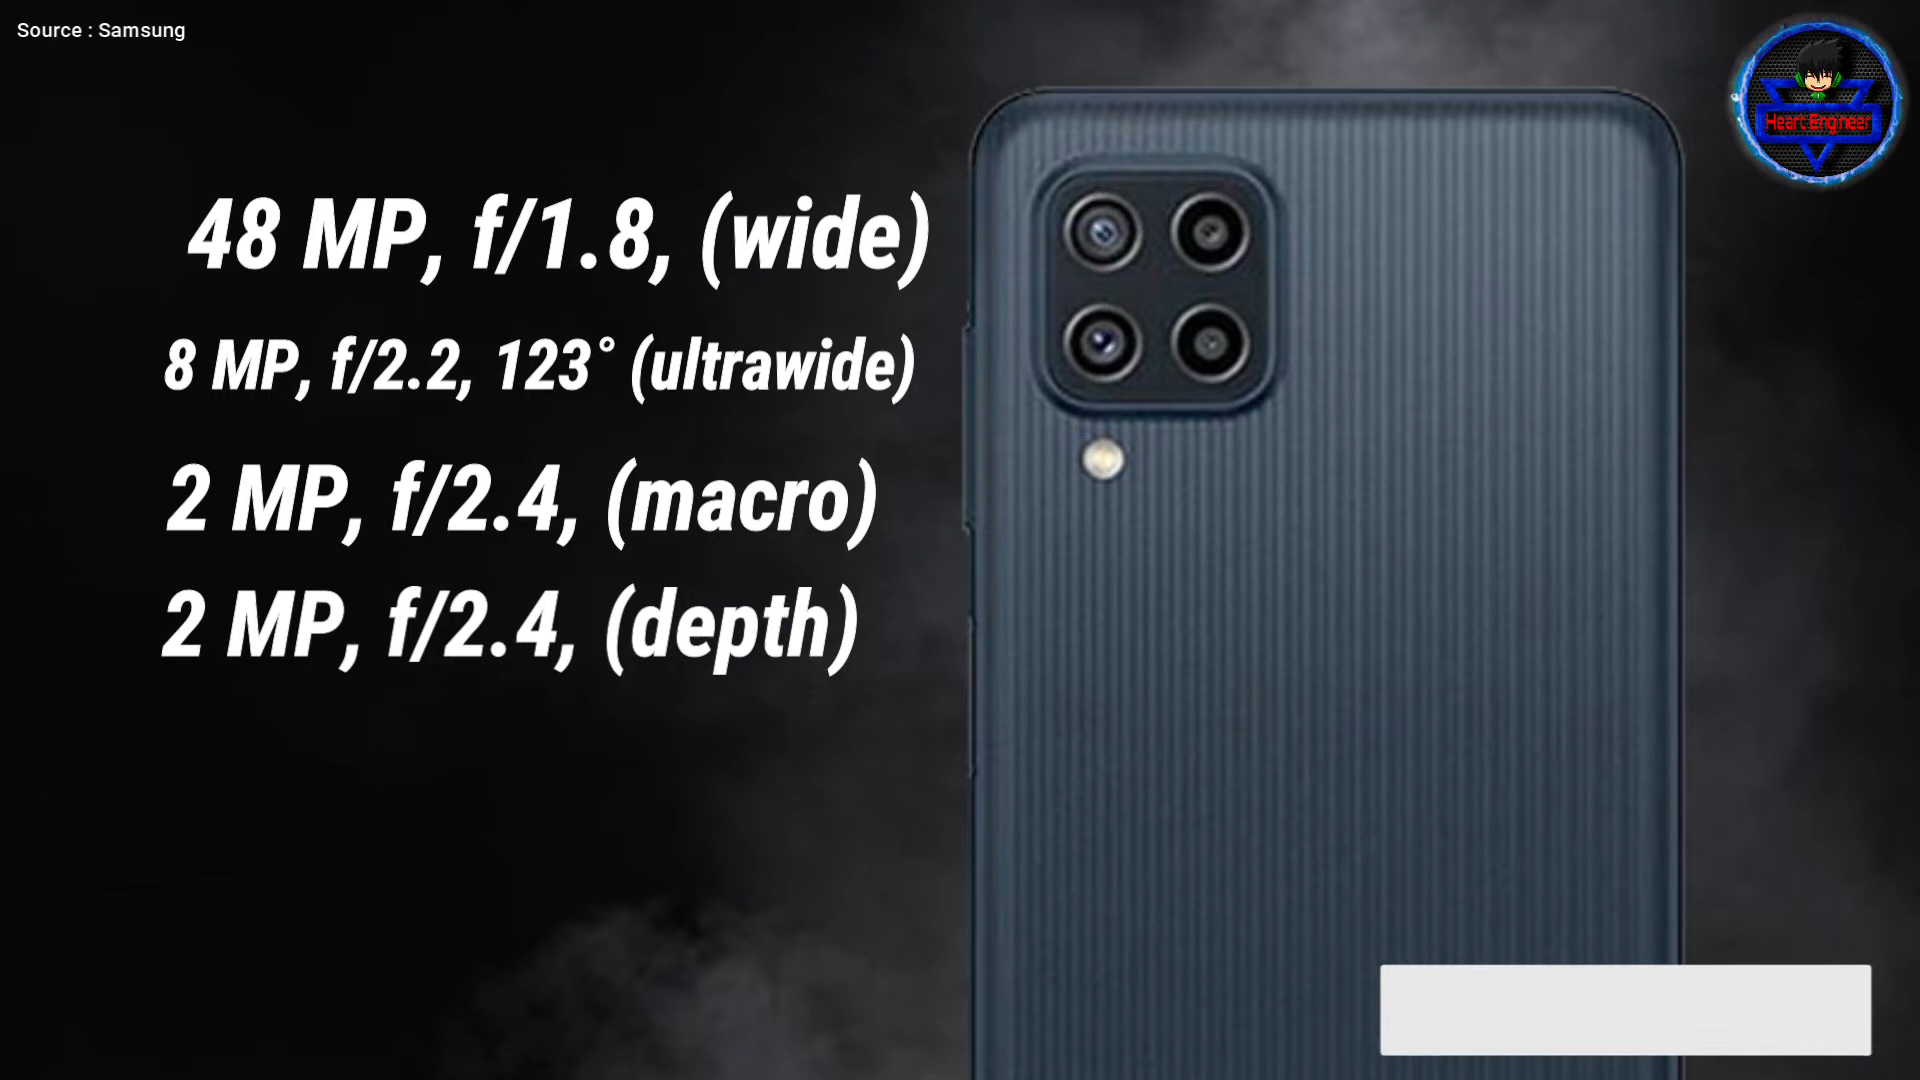 Source : Samsung
Heart Engineer
48 MP, f/1.8, (wide)
8 MP, f/2.2, 123° (ultrawide)
2 MP, f/2.4, (macro)
2 MP, f/2.4, (depth)